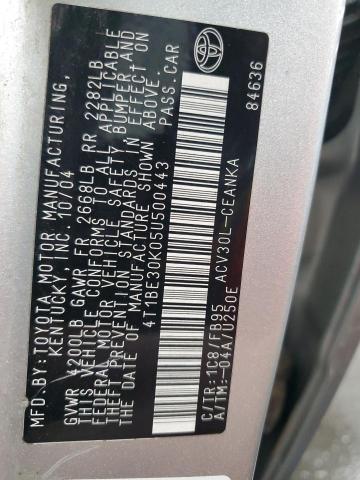 MFD.BY:TOYOTA MOTOR MANUFACTURING,
KENTUCKY, INC. 10/04
GVWR 4200LB GAWR FR 2668LB RR 2282LB
THIS VEHICLE CONFORMS TO ALL APPLICABLE
FEDERAL MOTOR VEHICLE SAFETY, BUMPER, AND
THEFT PREVENTION STANDARDS IN EFFECT ON
THE DATE OF MANUFACTURE SHOWN ABOVE.
4T1BE30K05U500443 PASS.CAR
C/TR:1C8/FB95 ACV30L-CEANKA
A/TM:-04A/U250E
84636
TOYOTA